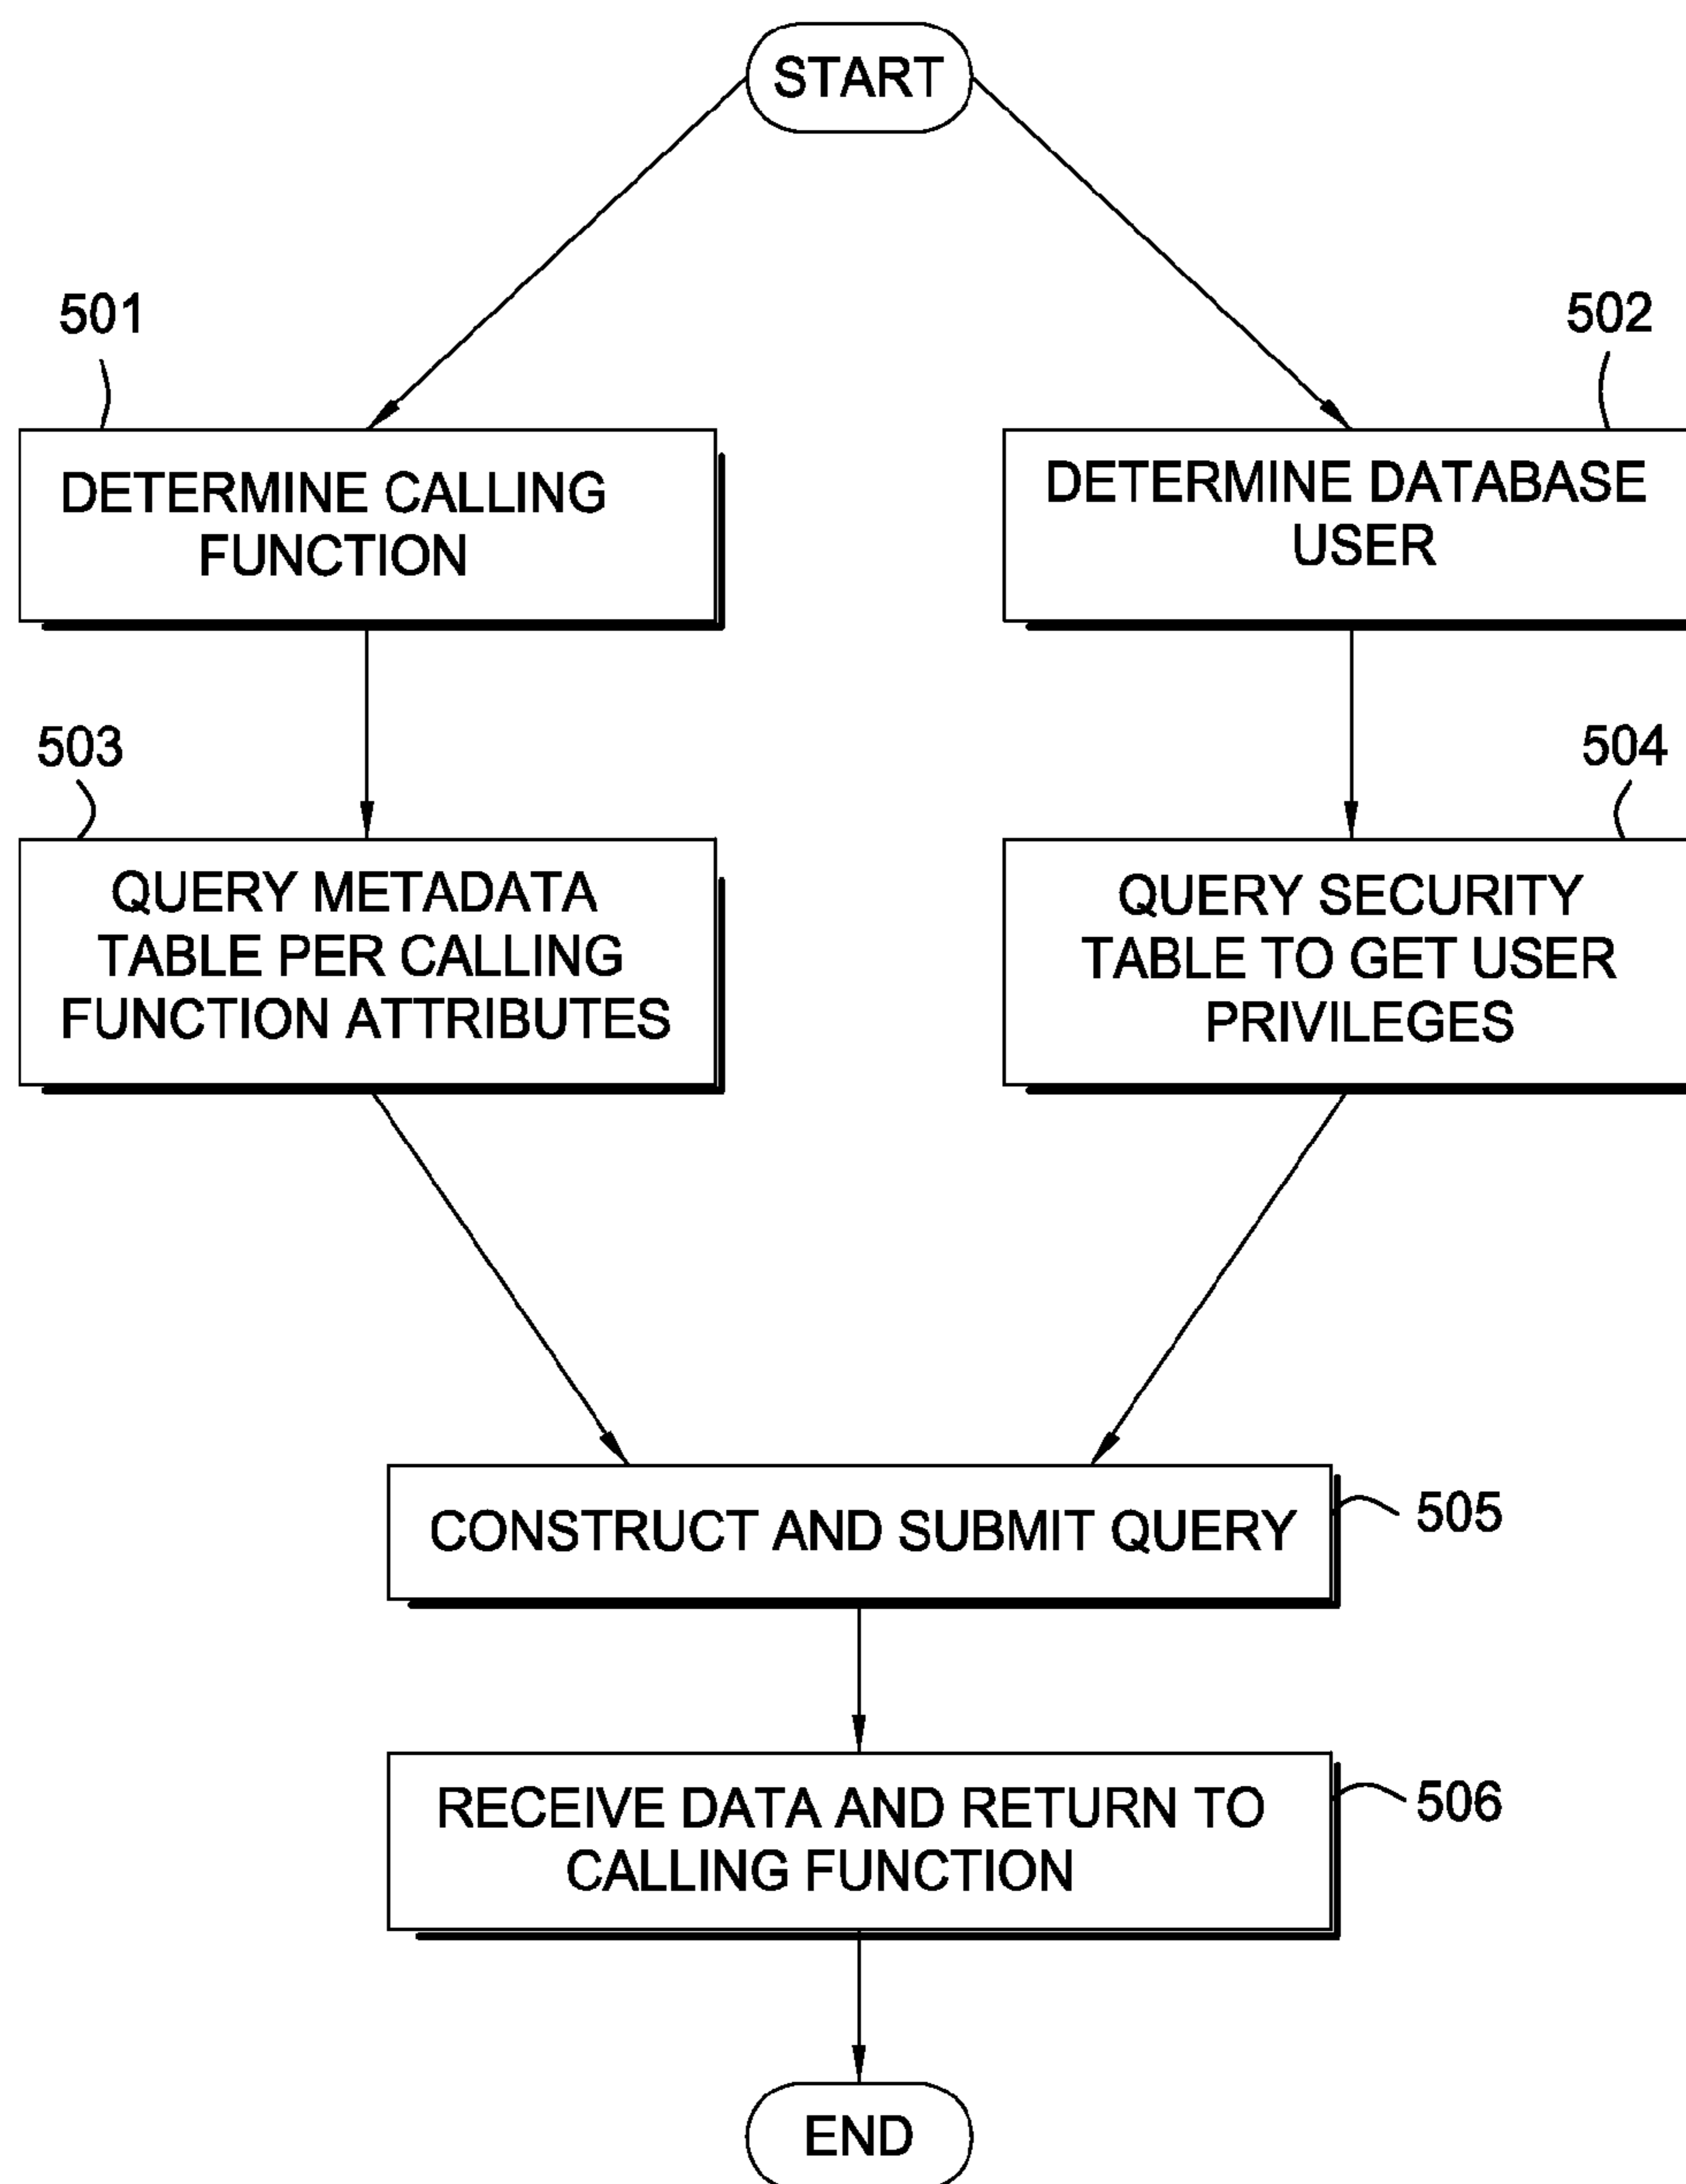 START
501
502
DETERMINE CALLING
FUNCTION
DETERMINE DATABASE
USER
503
504
QUERY METADATA
TABLE PER CALLING
FUNCTION ATTRIBUTES
QUERY SECURITY
TABLE TO GET USER
PRIVILEGES
CONSTRUCT AND SUBMIT QUERY
505
RECEIVE DATA AND RETURN TO
CALLING FUNCTION
506
END